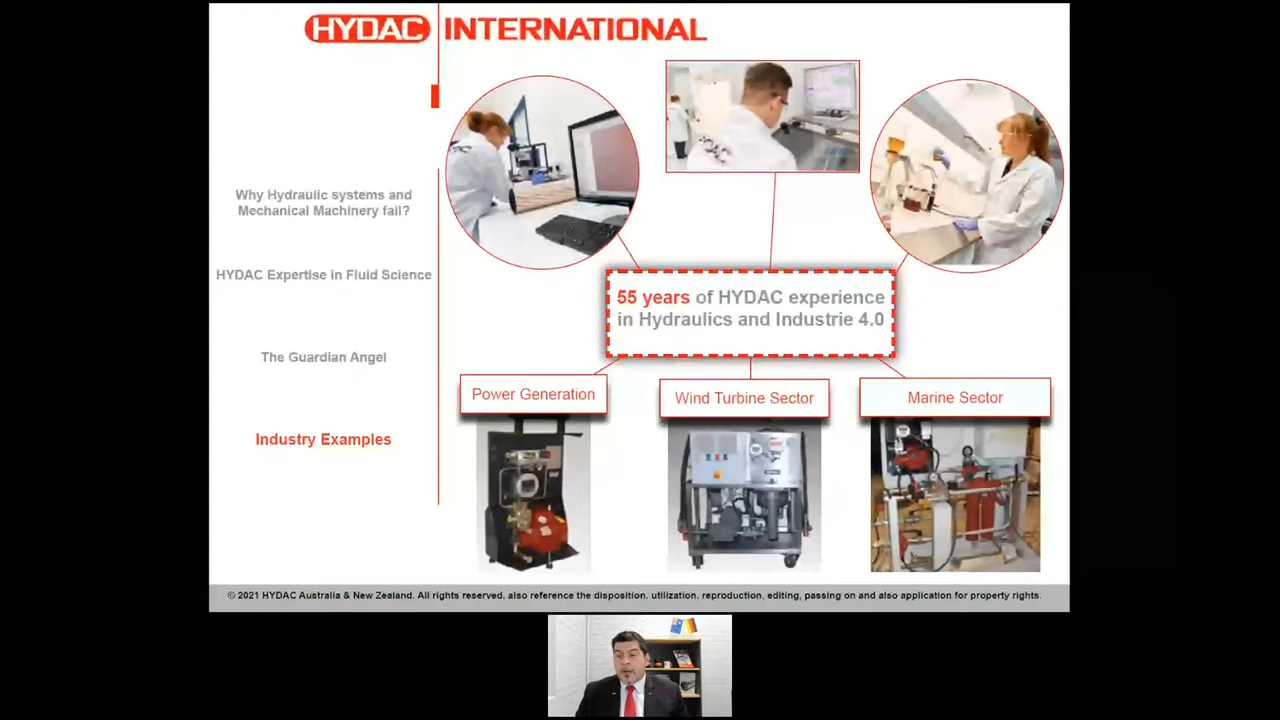 HYDAC INTERNATIONAL
Why Hydraulic systems and
Mechanical Machinery fail?
HYDAC Expertise in Fluid Science
The Guardian Angel
Industry Examples
55 years of HYDAC experience
in Hydraulics and Industrie 4.0
Power Generation
Wind Turbine Sector
Marine Sector
© 2021 HYDAC Australia & New Zealand. All rights reserved, also reference the disposition, utilization, reproduction, editing, passing on and also application for property rights.